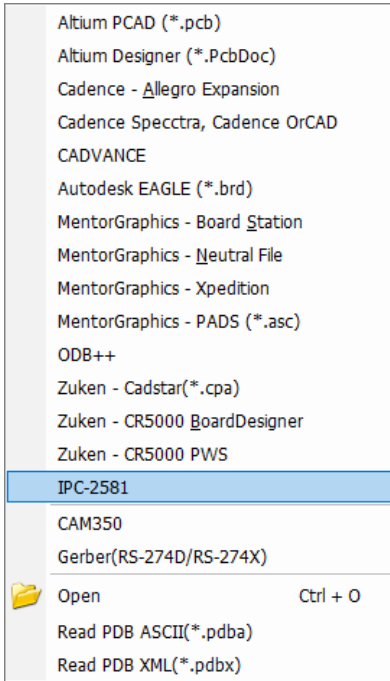 Altium PCAD (*.pcb)
Altium Designer (*.PcbDoc)
Cadence - Allegro Expansion
Cadence Specctra, Cadence OrCAD
CADVANCE
Autodesk EAGLE (*.brd)
MentorGraphics - Board Station
MentorGraphics - Neutral File
MentorGraphics - Xpedition
MentorGraphics - PADS (*.asc)
ODB++
Zuken - Cadstar(*.cpa)
Zuken - CR5000 BoardDesigner
Zuken - CR5000 PWS
IPC-2581
CAM350
Gerber(RS-274D/RS-274X)
Open Ctrl + O
Read PDB ASCII(*.pdba)
Read PDB XML(*.pdbx)